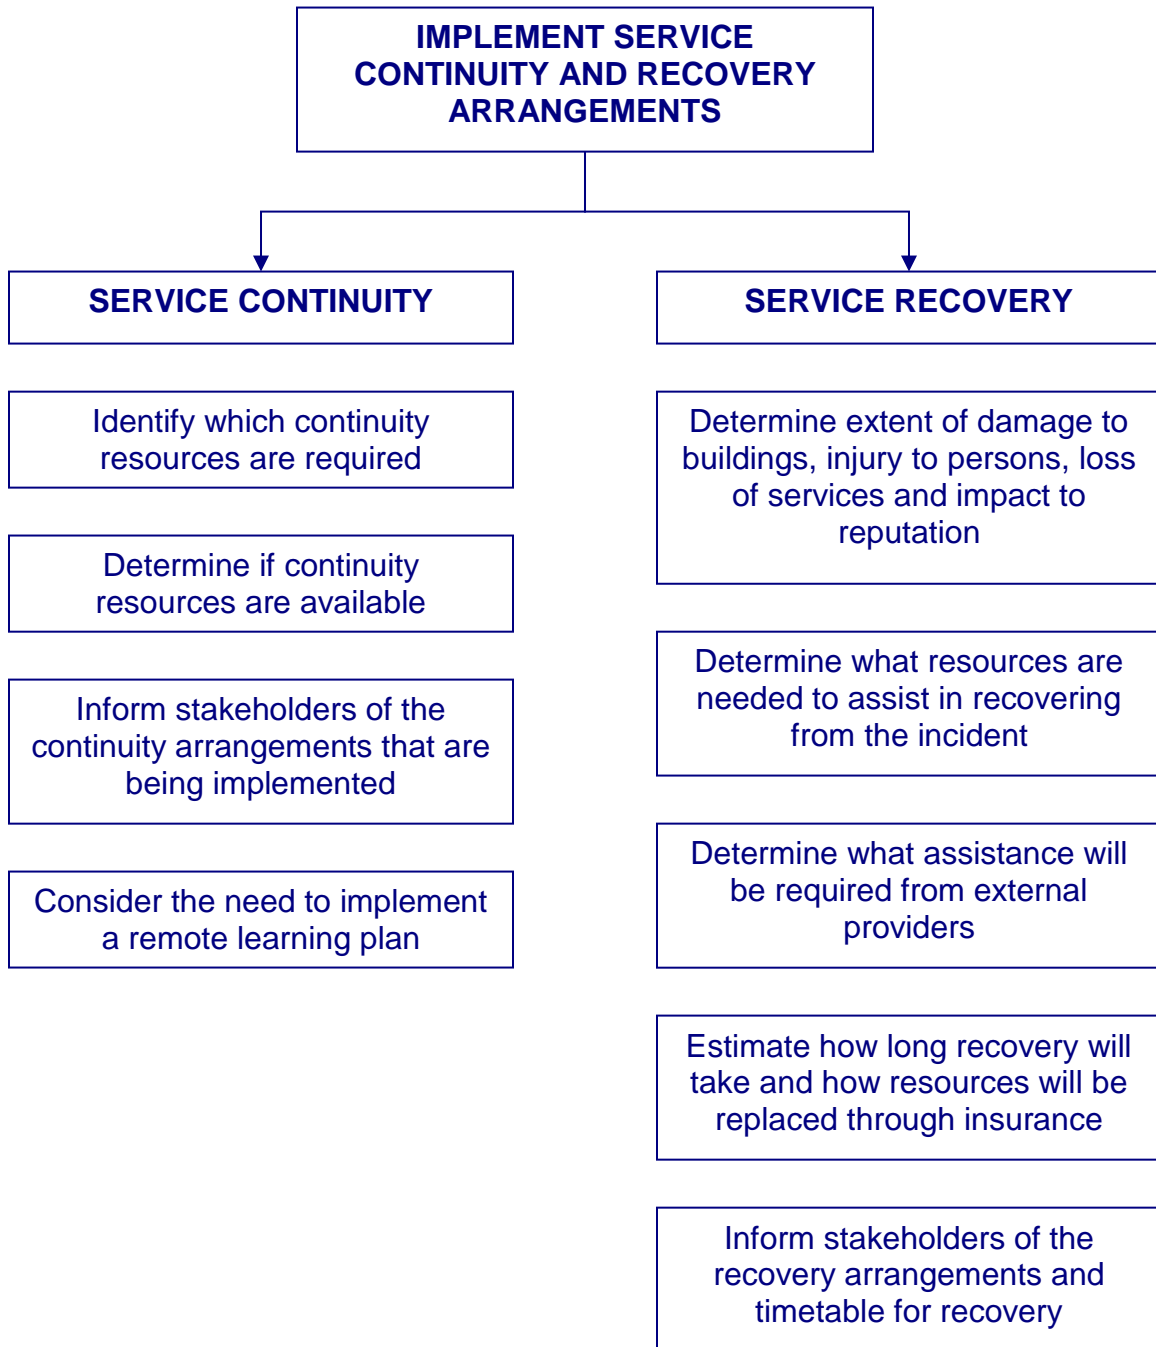 IMPLEMENT SERVICE
CONTINUITY AND RECOVERY
ARRANGEMENTS
SERVICE CONTINUITY
Identify which continuity
resources are required
Determine if continuity
resources are available
Inform stakeholders of the
continuity arrangements that are
being implemented
Consider the need to implement
a remote learning plan
SERVICE RECOVERY
Determine extent of damage to
buildings, injury to persons, loss
of services and impact to
reputation
Determine what resources are
needed to assist in recovering
from the incident
Determine what assistance will
be required from external
providers
Estimate how long recovery will
take and how resources will be
replaced through insurance
Inform stakeholders of the
recovery arrangements and
timetable for recovery